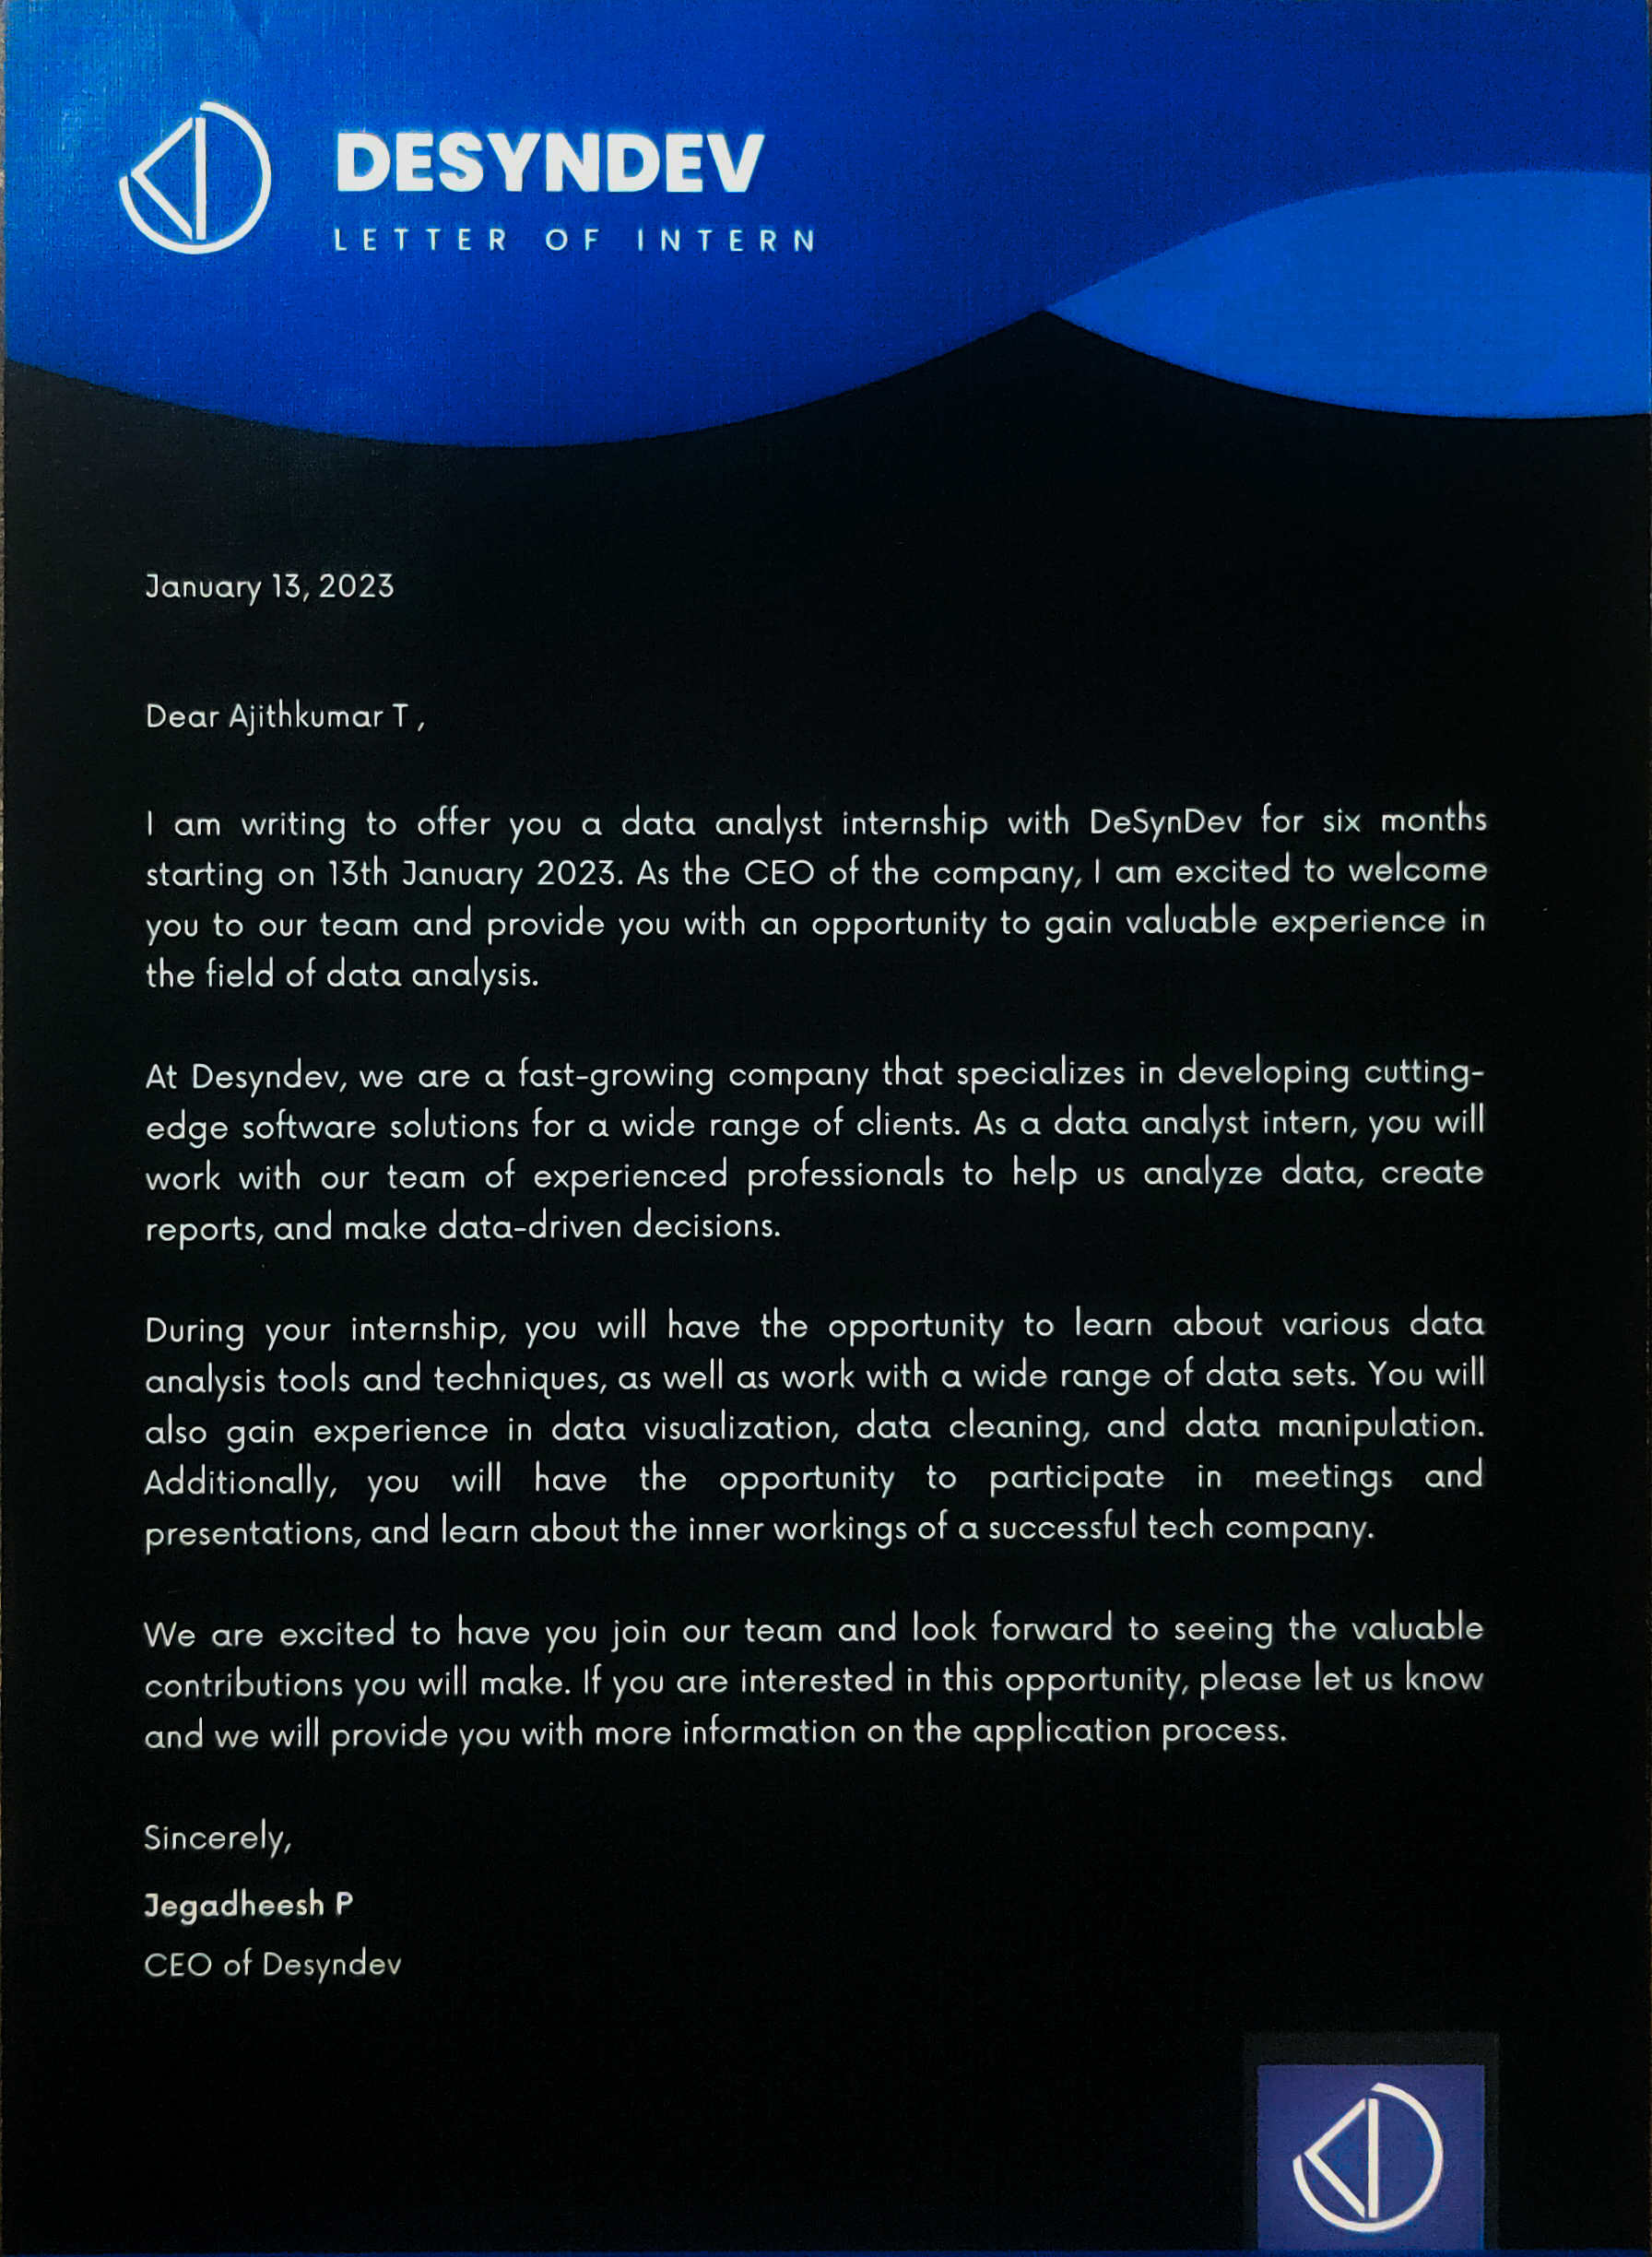 DESYNDEV
LETTER OF INTERN
January 13, 2023
Dear Ajithkumar T ,
I am writing to offer you a data analyst internship with DeSynDev for six months
starting on 13th January 2023. As the CEO of the company, I am excited to welcome
you to our team and provide you with an opportunity to gain valuable experience in
the field of data analysis.
At Desyndev, we are a fast-growing company that specializes in developing cutting-
edge software solutions for a wide range of clients. As a data analyst intern, you will
work with our team of experienced professionals to help us analyze data, create
reports, and make data-driven decisions.
During your internship, you will have the opportunity to learn about various data
analysis tools and techniques, as well as work with a wide range of data sets. You will
also gain experience in data visualization, data cleaning, and data manipulation.
Additionally, you will have the opportunity to participate in meetings and
presentations, and learn about the inner workings of a successful tech company.
We are excited to have you join our team and look forward to seeing the valuable
contributions you will make. If you are interested in this opportunity, please let us know
and we will provide you with more information on the application process.
Sincerely,
Jegadheesh P
CEO of Desyndev